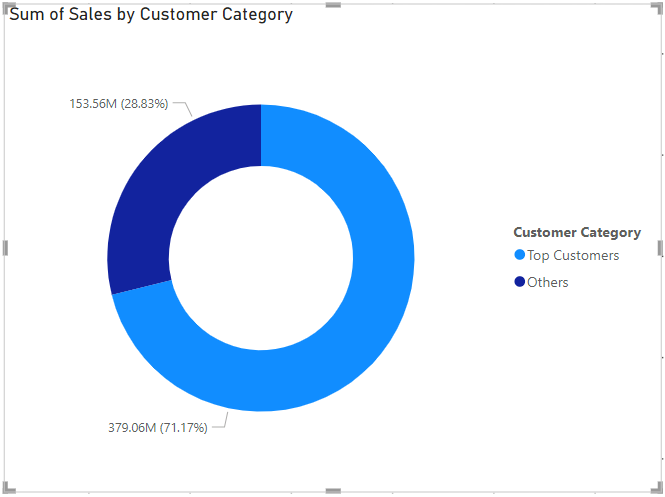 Sum of Sales by Customer Category
153.56M (28.83%)
Customer Category
Top Customers
Others
379.06M (71.17%)